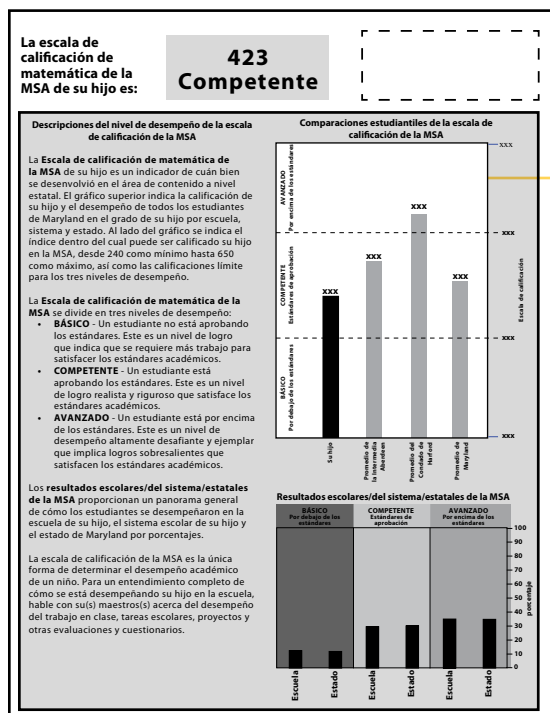 La escala de
calificación de
matemática de la
MSA de su hijo es:
423
Competente
Descripciones del nivel de desempeño de la escala
de calificación de la MSA
La Escala de calificación de matemática de
la MSA de su hijo es un indicador de cuán bien
se desenvolvió en el área de contenido a nivel
estatal. El gráfico superior indica la calificación de
su hijo y el desempeño de todos los estudiantes
de Maryland en el grado de su hijo por escuela,
sistema y estado. Al lado del gráfico se indica el
índice dentro del cual puede ser calificado su hijo
en la MSA, desde 240 como mínimo hasta 650
como máximo, así como las calificaciones límite
para los tres niveles de desempeño.
La Escala de calificación de matemática de la
MSA se divide en tres niveles de desempeño:
• BÁSICO - Un estudiante no está aprobando
los estándares. Este es un nivel de logro
que indica que se requiere más trabajo para
satisfacer los estándares académicos.
• COMPETENTE - Un estudiante está
aprobando los estándares. Este es un nivel
de logro realista y riguroso que satisface los
estándares académicos.
• AVANZADO - Un estudiante está por encima
de los estándares. Este es un nivel de
desempeño altamente desafiante y ejemplar
que implica logros sobresalientes que
satisfacen los estándares académicos.
Los resultados escolares/del sistema/estatales
de la MSA proporcionan un panorama general
de cómo los estudiantes se desempeñaron en la
escuela de su hijo, el sistema escolar de su hijo y
el estado de Maryland por porcentajes.
La escala de calificación de la MSA es la única
forma de determinar el desempeño académico
de un niño. Para un entendimiento completo de
cómo se está desempeñando su hijo en la escuela,
hable con su(s) maestros(s) acerca del desempeño
del trabajo en clase, tareas escolares, proyectos y
otras evaluaciones y cuestionarios.
Comparaciones estudiantiles de la escala de
calificación de la MSA
AVANZADO
Por encima de los estándares
COMPETENTE
Estándares de aprobación
BÁSICO
Por debajo de los estándares
xxx
xxx
xxx
xxx
xxx
xxx
xxx
xxx
Escala de calificación
Su hijo
Promedio de
la Intermedia
Aberdeen
Promedio del
Condado de
Harford
Promedio de
Maryland
Resultados escolares/del sistema/estatales de la MSA
BÁSICO
Por debajo de los
estándares
COMPETENTE
Estándares de
aprobación
AVANZADO
Por encima de los
estándares
100
90
80
70
60
50
40
30
20
10
0
porcentaje
Escuela
Estado
Escuela
Estado
Escuela
Estado